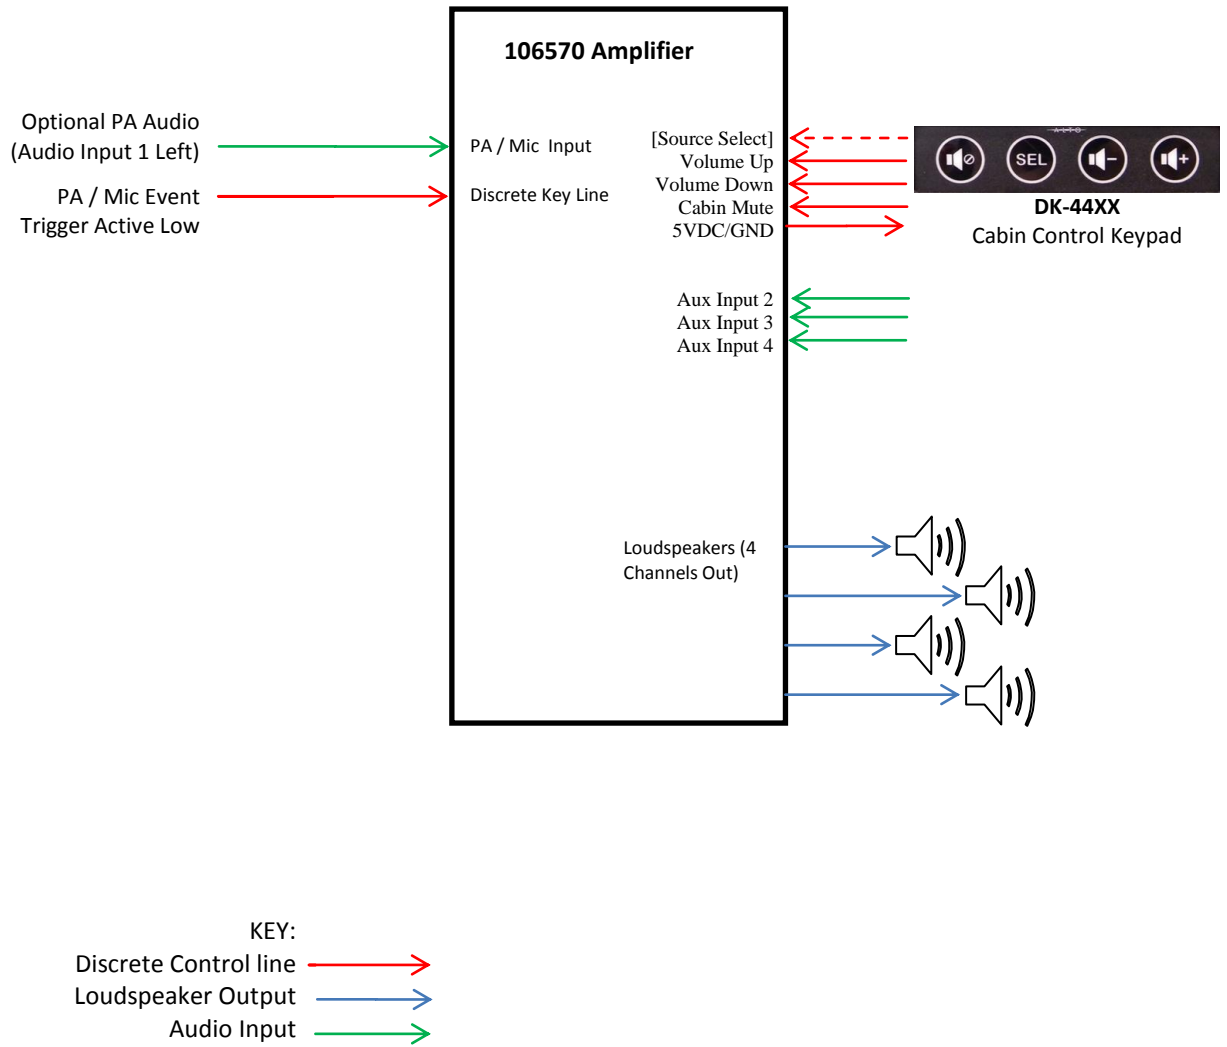 106570 Amplifier
Optional PA Audio
(Audio Input 1 Left)
PA / Mic Event
Trigger Active Low
PA / Mic Input
Discrete Key Line
[Source Select]
Volume Up
Volume Down
Cabin Mute
5VDC/GND
ALTO
SEL
DK-44XX
Cabin Control Keypad
Aux Input 2
Aux Input 3
Aux Input 4
Loudspeakers (4
Channels Out)
KEY:
Discrete Control line
Loudspeaker Output
Audio Input